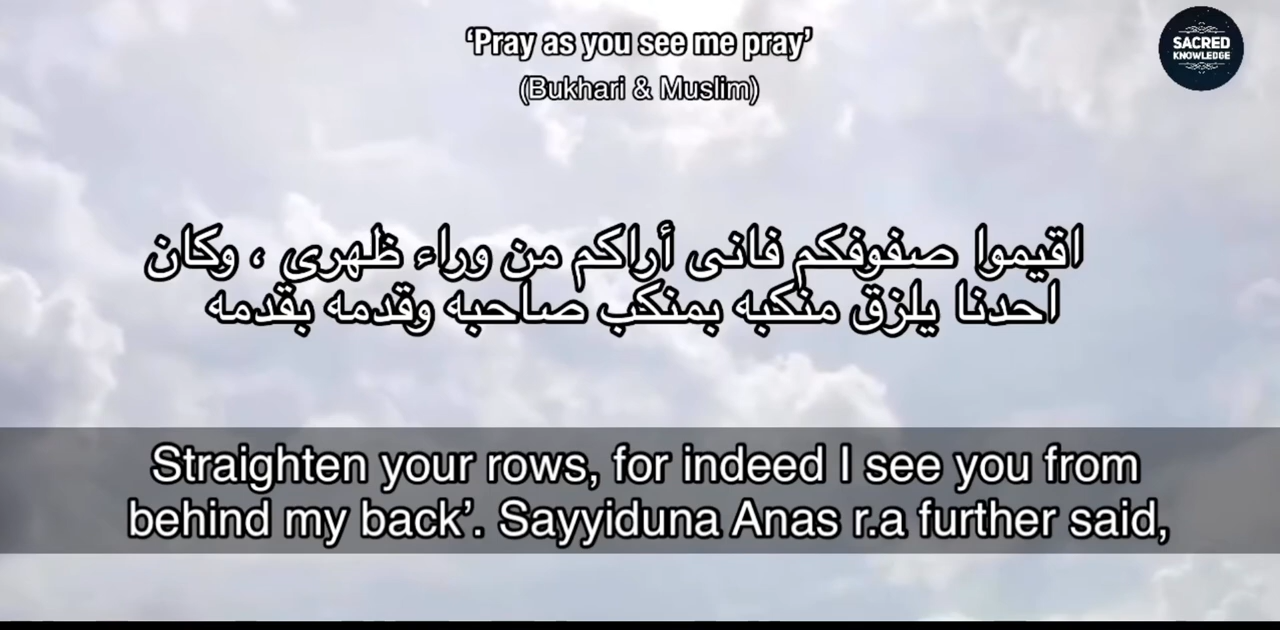 ‘Pray as you see me pray’
(Bukhari & Muslim)
SACRED
KNOWLEDGE
اقيموا صفوفكم فانى أراكم من وراء ظهري ، وكان
احدنا يلزق منكبه بمنكب صاحبه وقدمه بقدمه
Straighten your rows, for indeed I see you from
behind my back’. Sayyiduna Anas r.a further said,